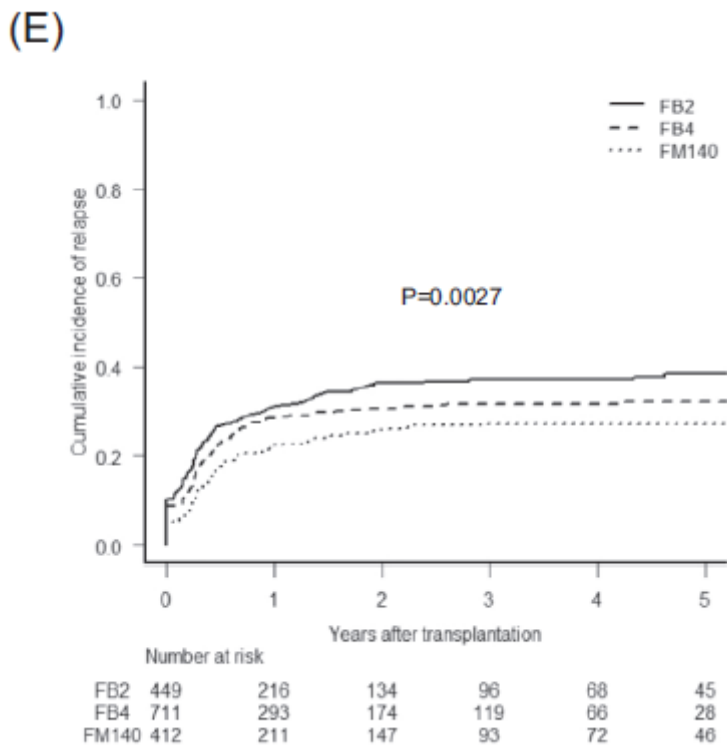 (E)
1.0
0.8
0.6
0.4
0.2
0.0
Cumulative incidence of relapse
FB2
FB4
FM140
P=0.0027
0 1 2 3 4 5
Years after transplantation
Number at risk
FB2 449 216 134 96 68 45
FB4 711 293 174 119 66 28
FM140 412 211 147 93 72 46